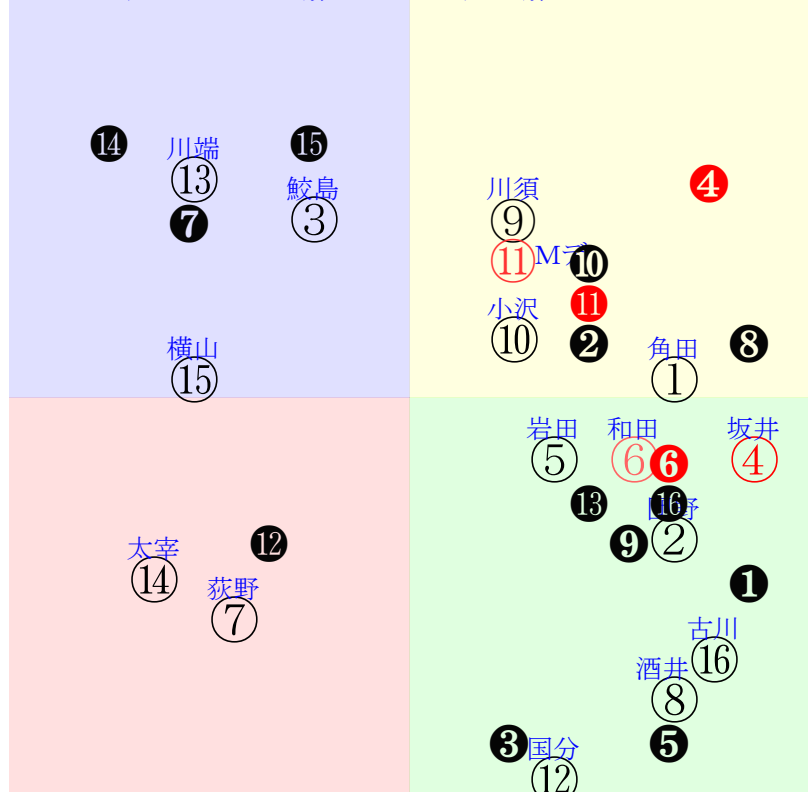 ⓮ ⓯
川端
⑬
❹
鮫島 川須
❼ ③ ⑨
⑪ Mデ ❿
⓫
小沢
⑩ ❷ 角田 ❽
横山
⑮ ①
岩田 和田 坂井
⑤ ⑥ ❻ ④
⓭ ⓰
太宰 ⓬ ❾ ②
⑭ ❶
荻野
⑦
古川
⑯
酒井
⑧
❸ 国分 ❺
⑫